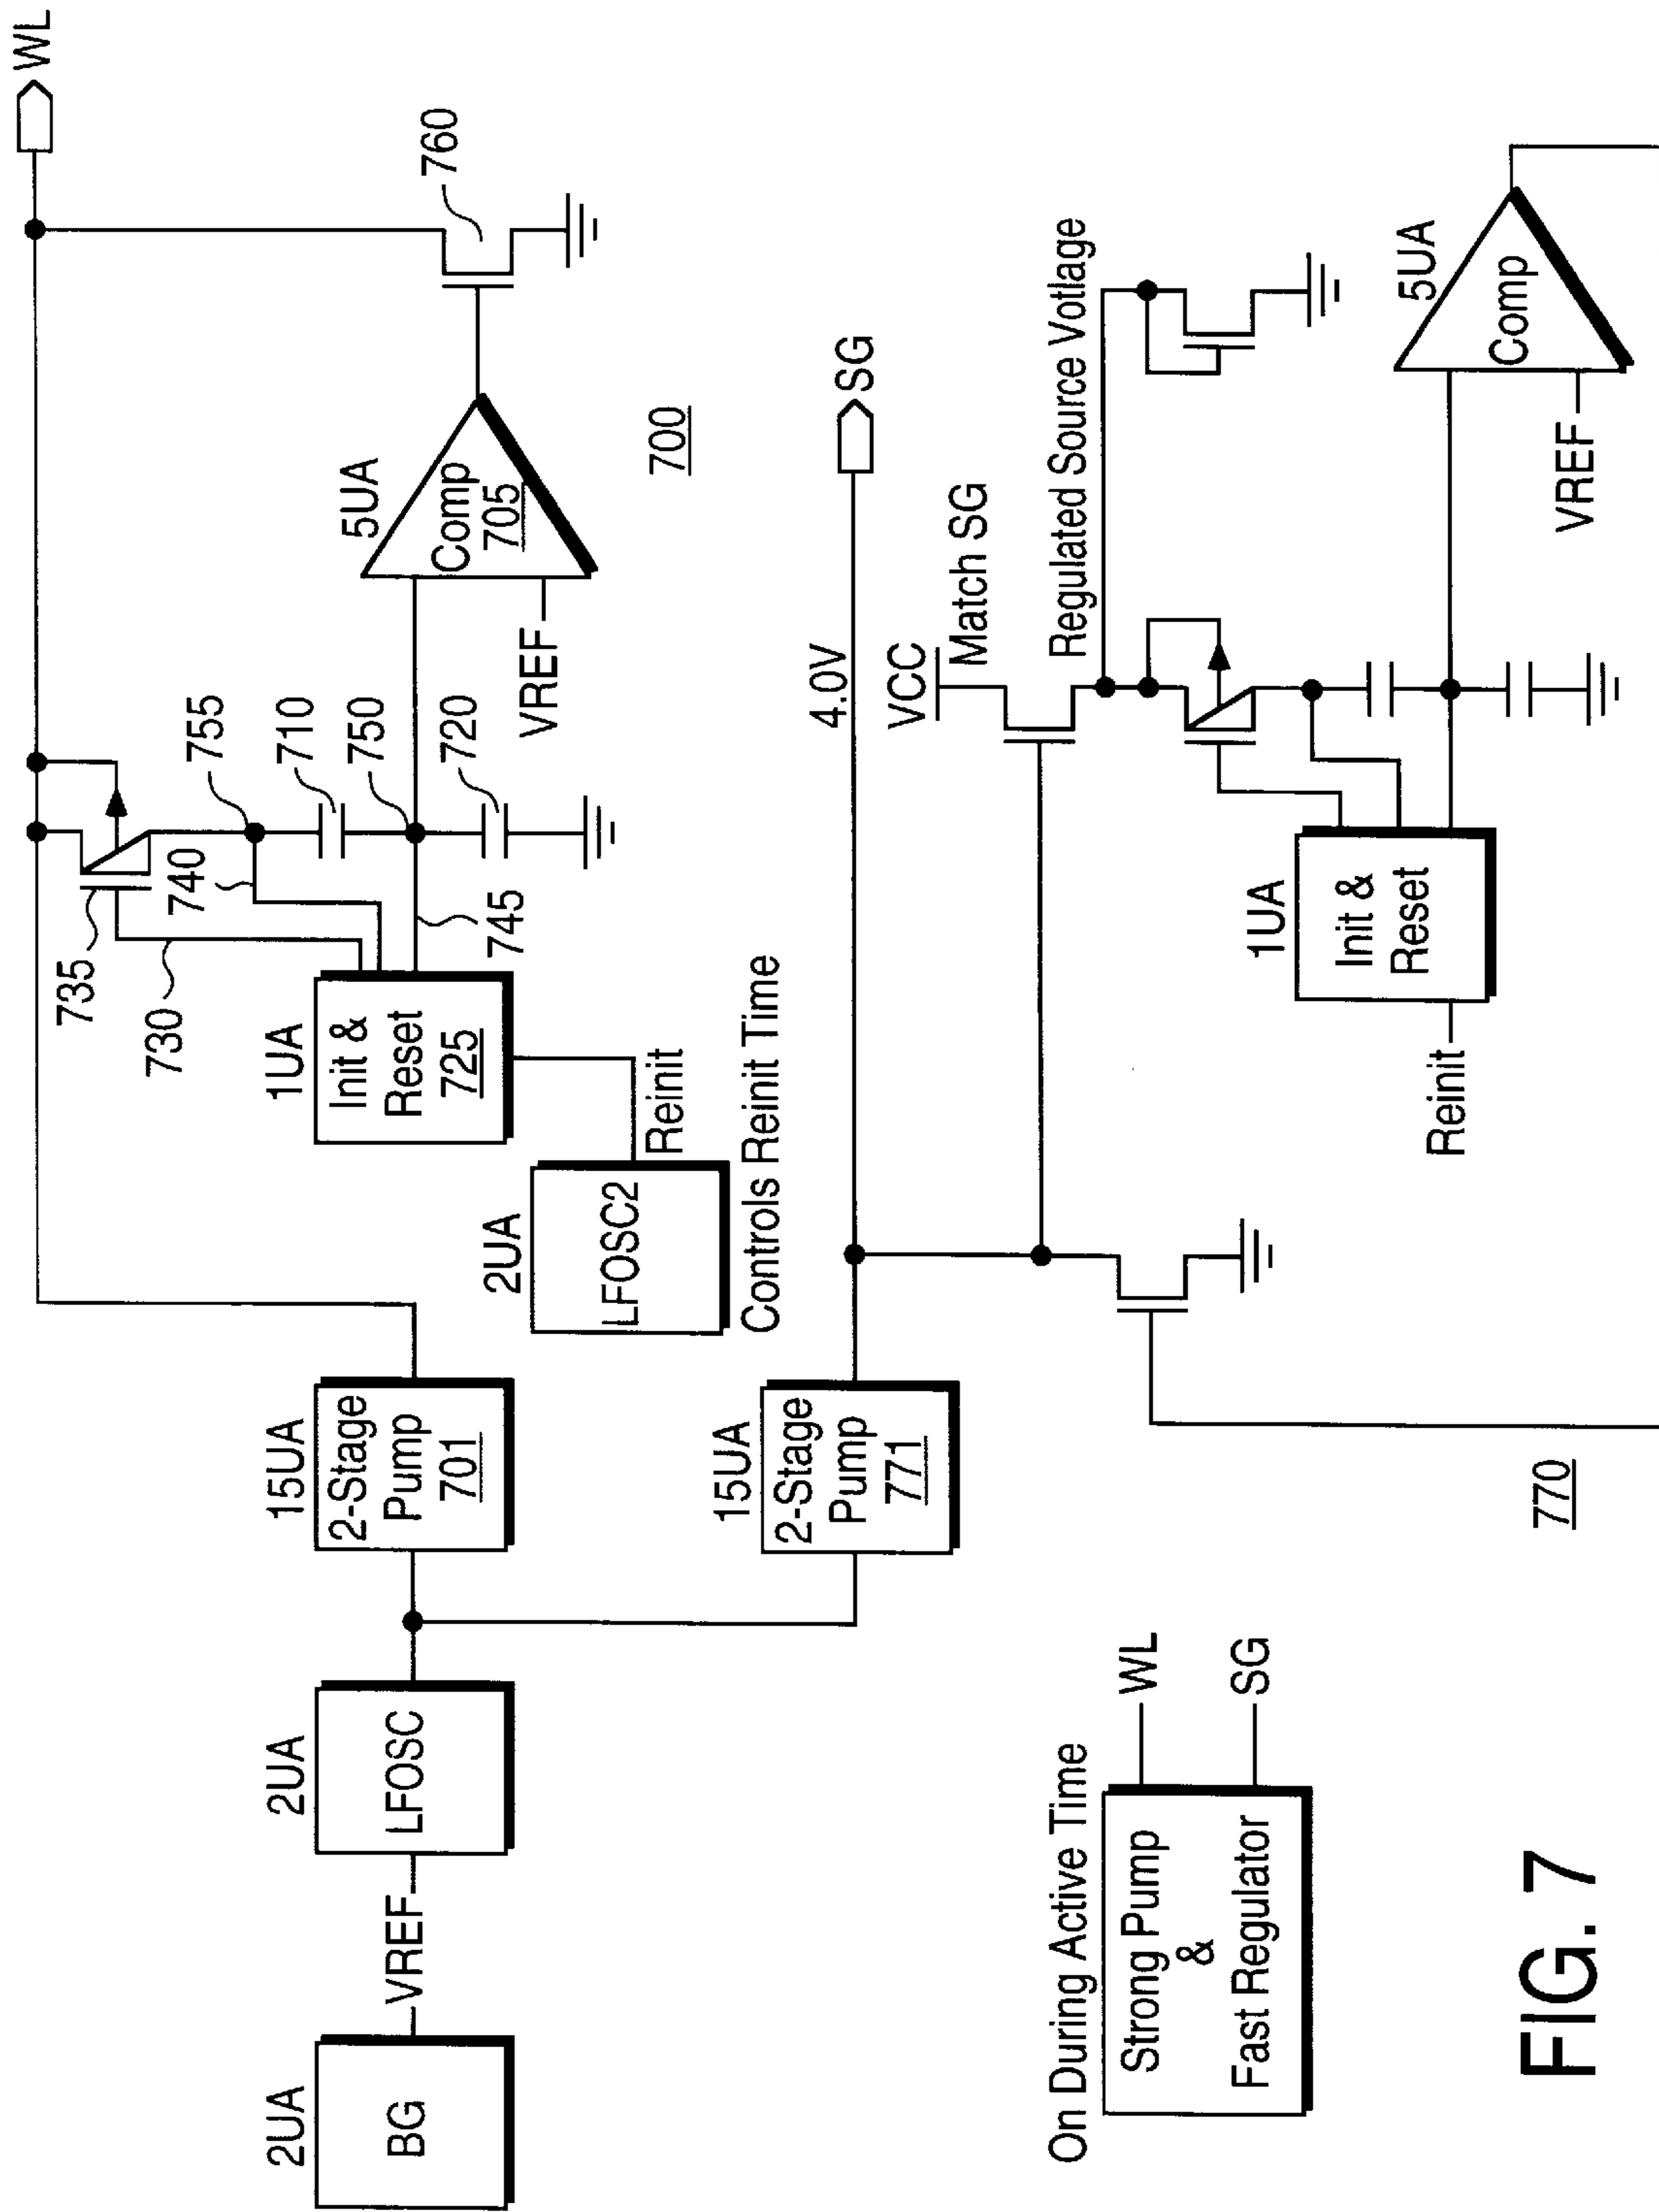 2UA
BG
VREF
2UA
LFOSC
15UA
2-Stage
Pump
701
WL
735
730
740
755
710
750
720
745
1UA
Init &
Reset
725
2UA
LFOSC2
Reinit
Controls Reinit Time
5UA
Comp
705
VREF
760
700
15UA
2-Stage
Pump
771
4.0V
SG
VCC
Match SG
Regulated Source Votlage
1UA
Init &
Reset
Reinit
5UA
Comp
VREF
770
On During Active Time
Strong Pump
&
Fast Regulator
WL
SG
FIG. 7